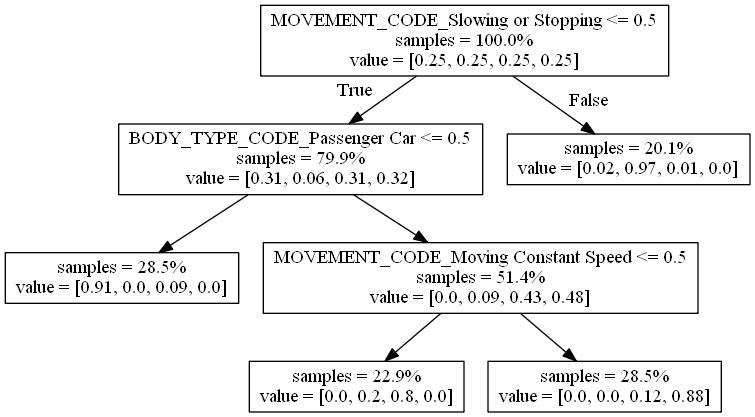 MOVEMENT_CODE_Slowing or Stopping <= 0.5
samples = 100.0%
value = [0.25, 0.25, 0.25, 0.25]
True
False
BODY_TYPE_CODE_Passenger Car <= 0.5
samples = 79.9%
value = [0.31, 0.06, 0.31, 0.32]
samples = 20.1%
value = [0.02, 0.97, 0.01, 0.0]
samples = 28.5%
value = [0.91, 0.0, 0.09, 0.0]
MOVEMENT_CODE_Moving Constant Speed <= 0.5
samples = 51.4%
value = [0.0, 0.09, 0.43, 0.48]
samples = 22.9%
value = [0.0, 0.2, 0.8, 0.0]
samples = 28.5%
value = [0.0, 0.0, 0.12, 0.88]